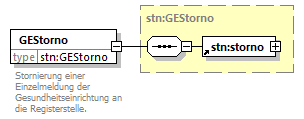 stn:GEStorno
GEStorno
type stn:GEStorno
stn:storno
Stornierung einer
Einzelmeldung der
Gesundheitseinrichtung an
die Registerstelle.